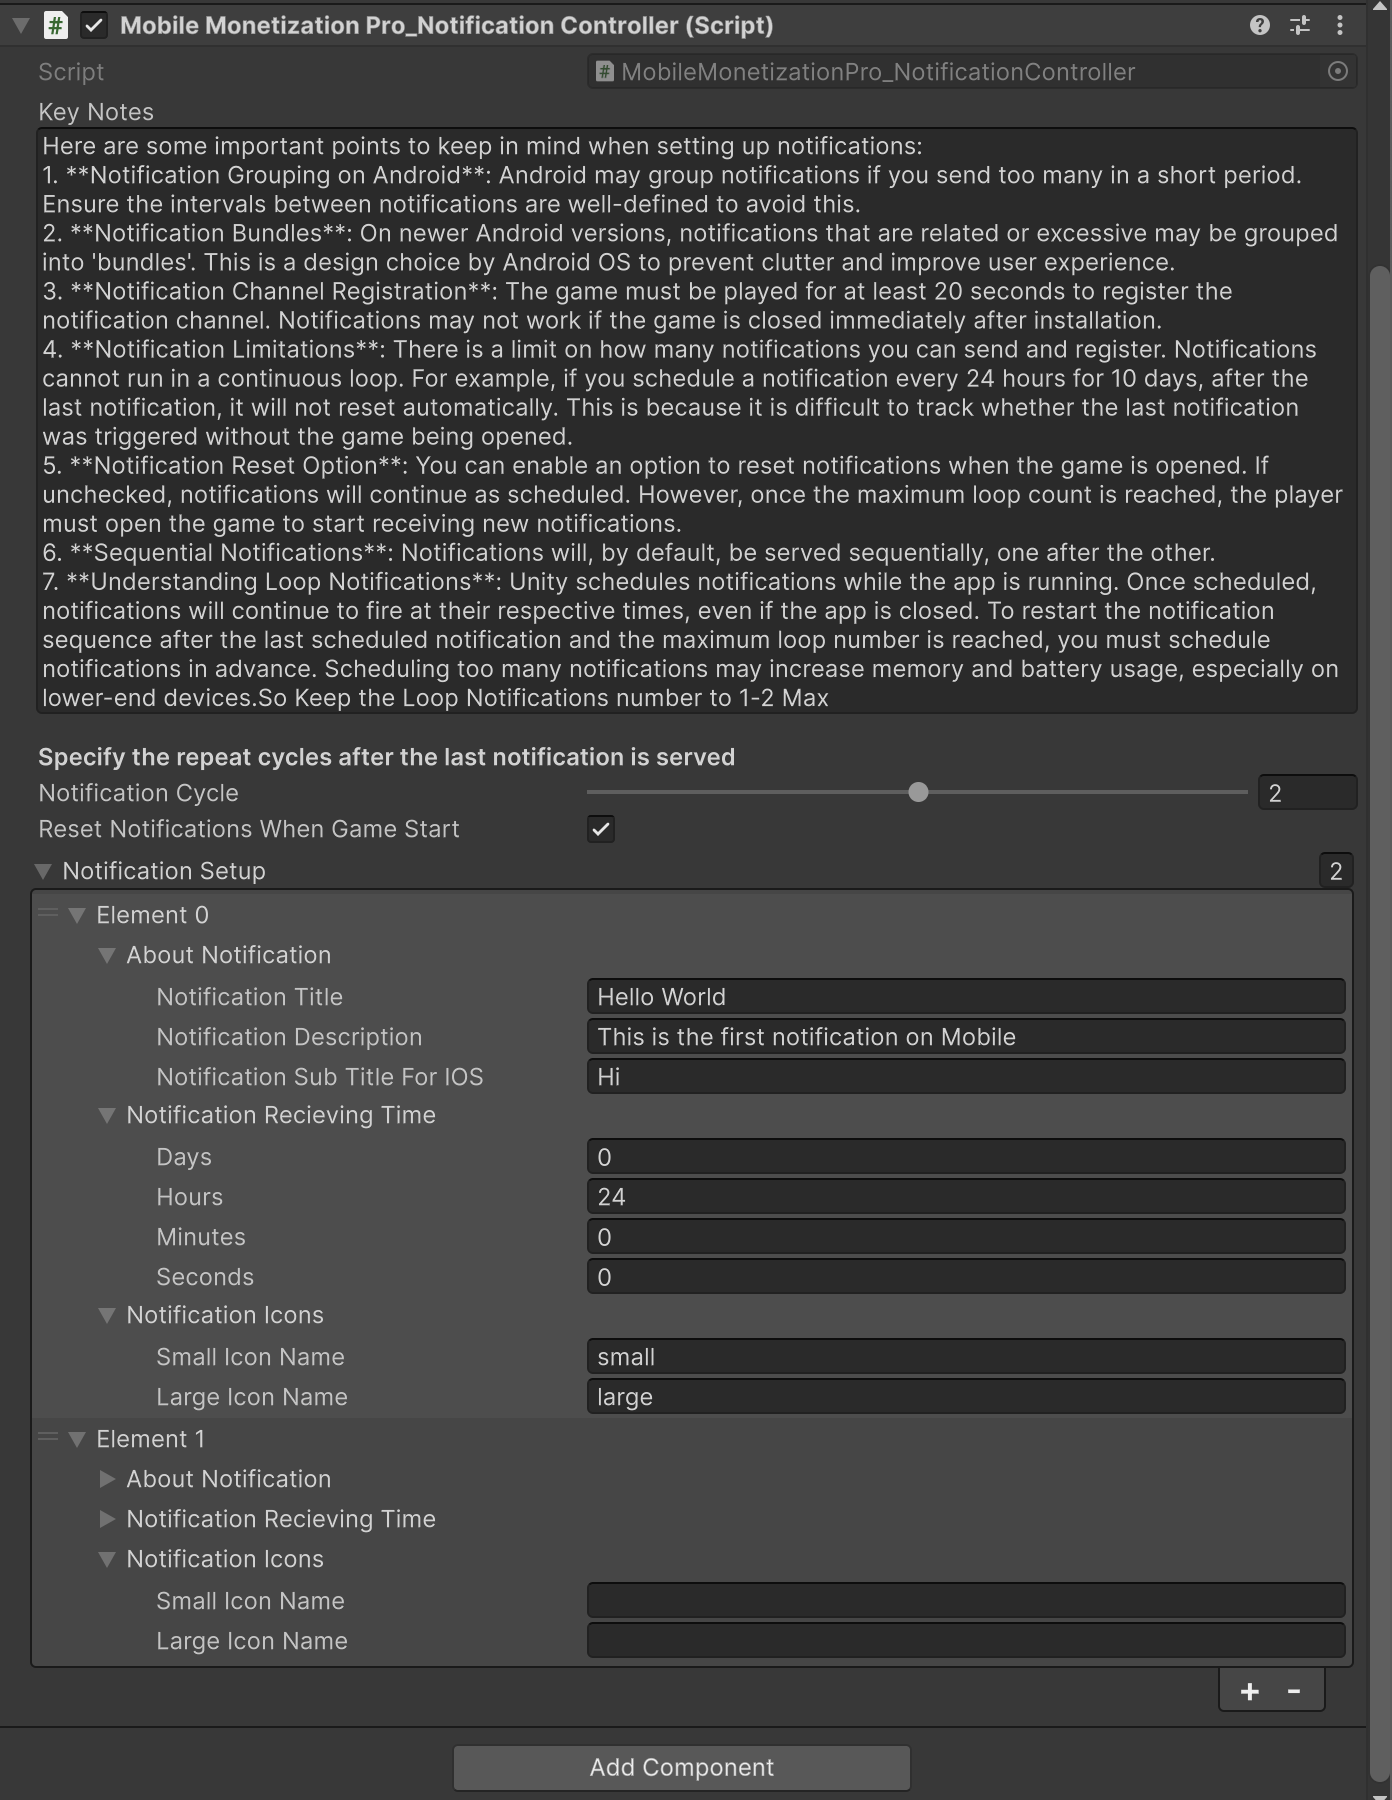 Mobile Monetization Pro_Notification Controller (Script)
Script
MobileMonetizationPro_NotificationController
Key Notes
Here are some important points to keep in mind when setting up notifications:
1. **Notification Grouping on Android**: Android may group notifications if you send too many in a short period.
Ensure the intervals between notifications are well-defined to avoid this.
2. **Notification Bundles**: On newer Android versions, notifications that are related or excessive may be grouped
into 'bundles'. This is a design choice by Android OS to prevent clutter and improve user experience.
3. **Notification Channel Registration**: The game must be played for at least 20 seconds to register the
notification channel. Notifications may not work if the game is closed immediately after installation.
4. **Notification Limitations**: There is a limit on how many notifications you can send and register. Notifications
cannot run in a continuous loop. For example, if you schedule a notification every 24 hours for 10 days, after the
last notification, it will not reset automatically. This is because it is difficult to track whether the last notification
was triggered without the game being opened.
5. **Notification Reset Option**: You can enable an option to reset notifications when the game is opened. If
unchecked, notifications will continue as scheduled. However, once the maximum loop count is reached, the player
must open the game to start receiving new notifications.
6. **Sequential Notifications**: Notifications will, by default, be served sequentially, one after the other.
7. **Understanding Loop Notifications**: Unity schedules notifications while the app is running. Once scheduled,
notifications will continue to fire at their respective times, even if the app is closed. To restart the notification
sequence after the last scheduled notification and the maximum loop number is reached, you must schedule
notifications in advance. Scheduling too many notifications may increase memory and battery usage, especially on
lower-end devices.So Keep the Loop Notifications number to 1-2 Max
Specify the repeat cycles after the last notification is served
Notification Cycle
2
Reset Notifications When Game Start
Notification Setup
2
Element 0
About Notification
Notification Title
Hello World
Notification Description
This is the first notification on Mobile
Notification Sub Title For IOS
Hi
Notification Recieving Time
Days
0
Hours
24
Minutes
0
Seconds
0
Notification Icons
Small Icon Name
small
Large Icon Name
large
Element 1
About Notification
Notification Recieving Time
Notification Icons
Small Icon Name
Large Icon Name
+ -
Add Component